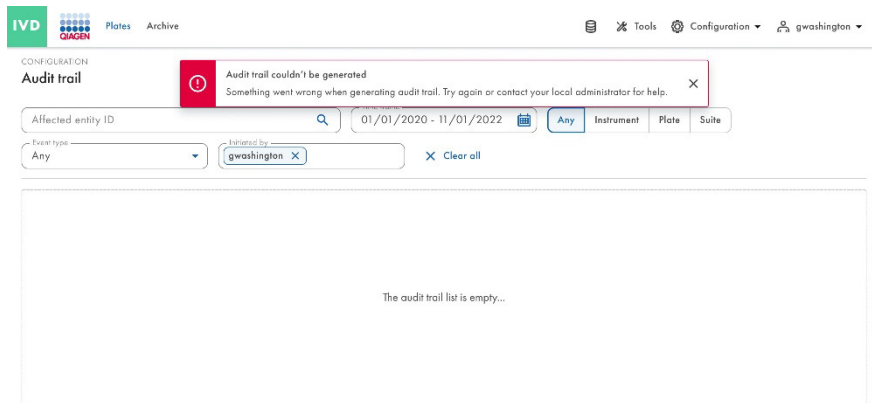 IVD
QIAGEN
Plates Archive
Tools Configuration gwashington
CONFIGURATION
Audit trail
Audit trail couldn't be generated
Something went wrong when generating audit trail. Try again or contact your local administrator for help.
Affected entity ID
01/01/2020 - 11/01/2022
Any Instrument Plate Suite
Event type
Any
Initiated by
gwashington
Clear all
The audit trail list is empty...